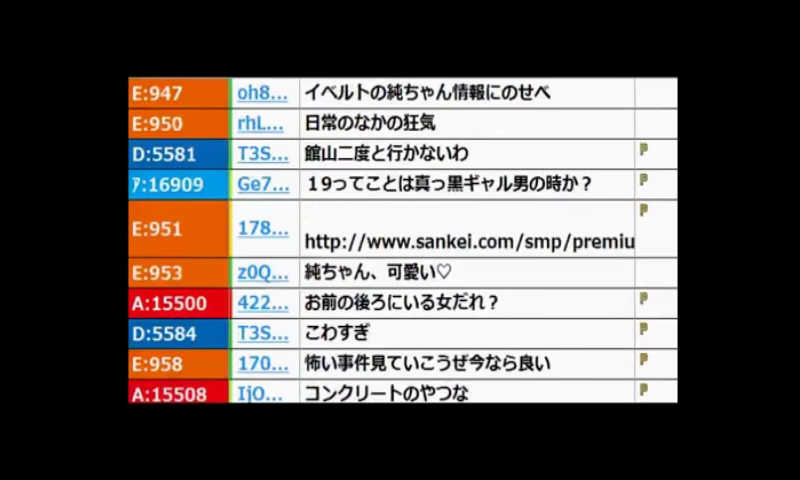 E:947 oh8... イベルトの純ちゃん情報にのせべ
E:950 rhL... 日常のなかの狂気
D:5581 T3S... 館山二度と行かないわ P
ｱ:16909 Ge7... １9ってことは真っ黒ギャル男の時か？ P
E:951 178... http://www.sankei.com/smp/premiu P
E:953 z0Q... 純ちゃん、可愛い♡
A:15500 422... お前の後ろにいる女だれ？ P
D:5584 T3S... こわすぎ P
E:958 170... 怖い事件見ていこうぜ今なら良い P
A:15508 IjO... コンクリートのやつな P